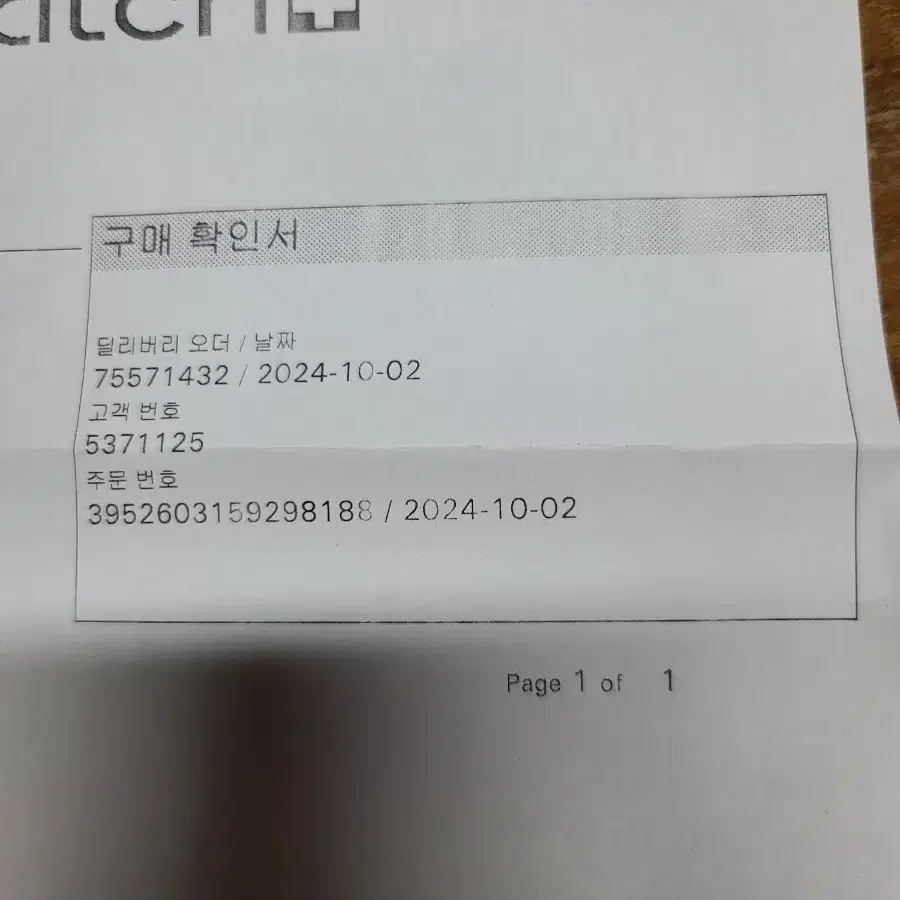 atch
구매 확인서
딜리버리 오더 / 날짜
75571432 / 2024-10-02
고객 번호
5371125
주문 번호
3952603159298188 / 2024-10-02
Page 1 of 1